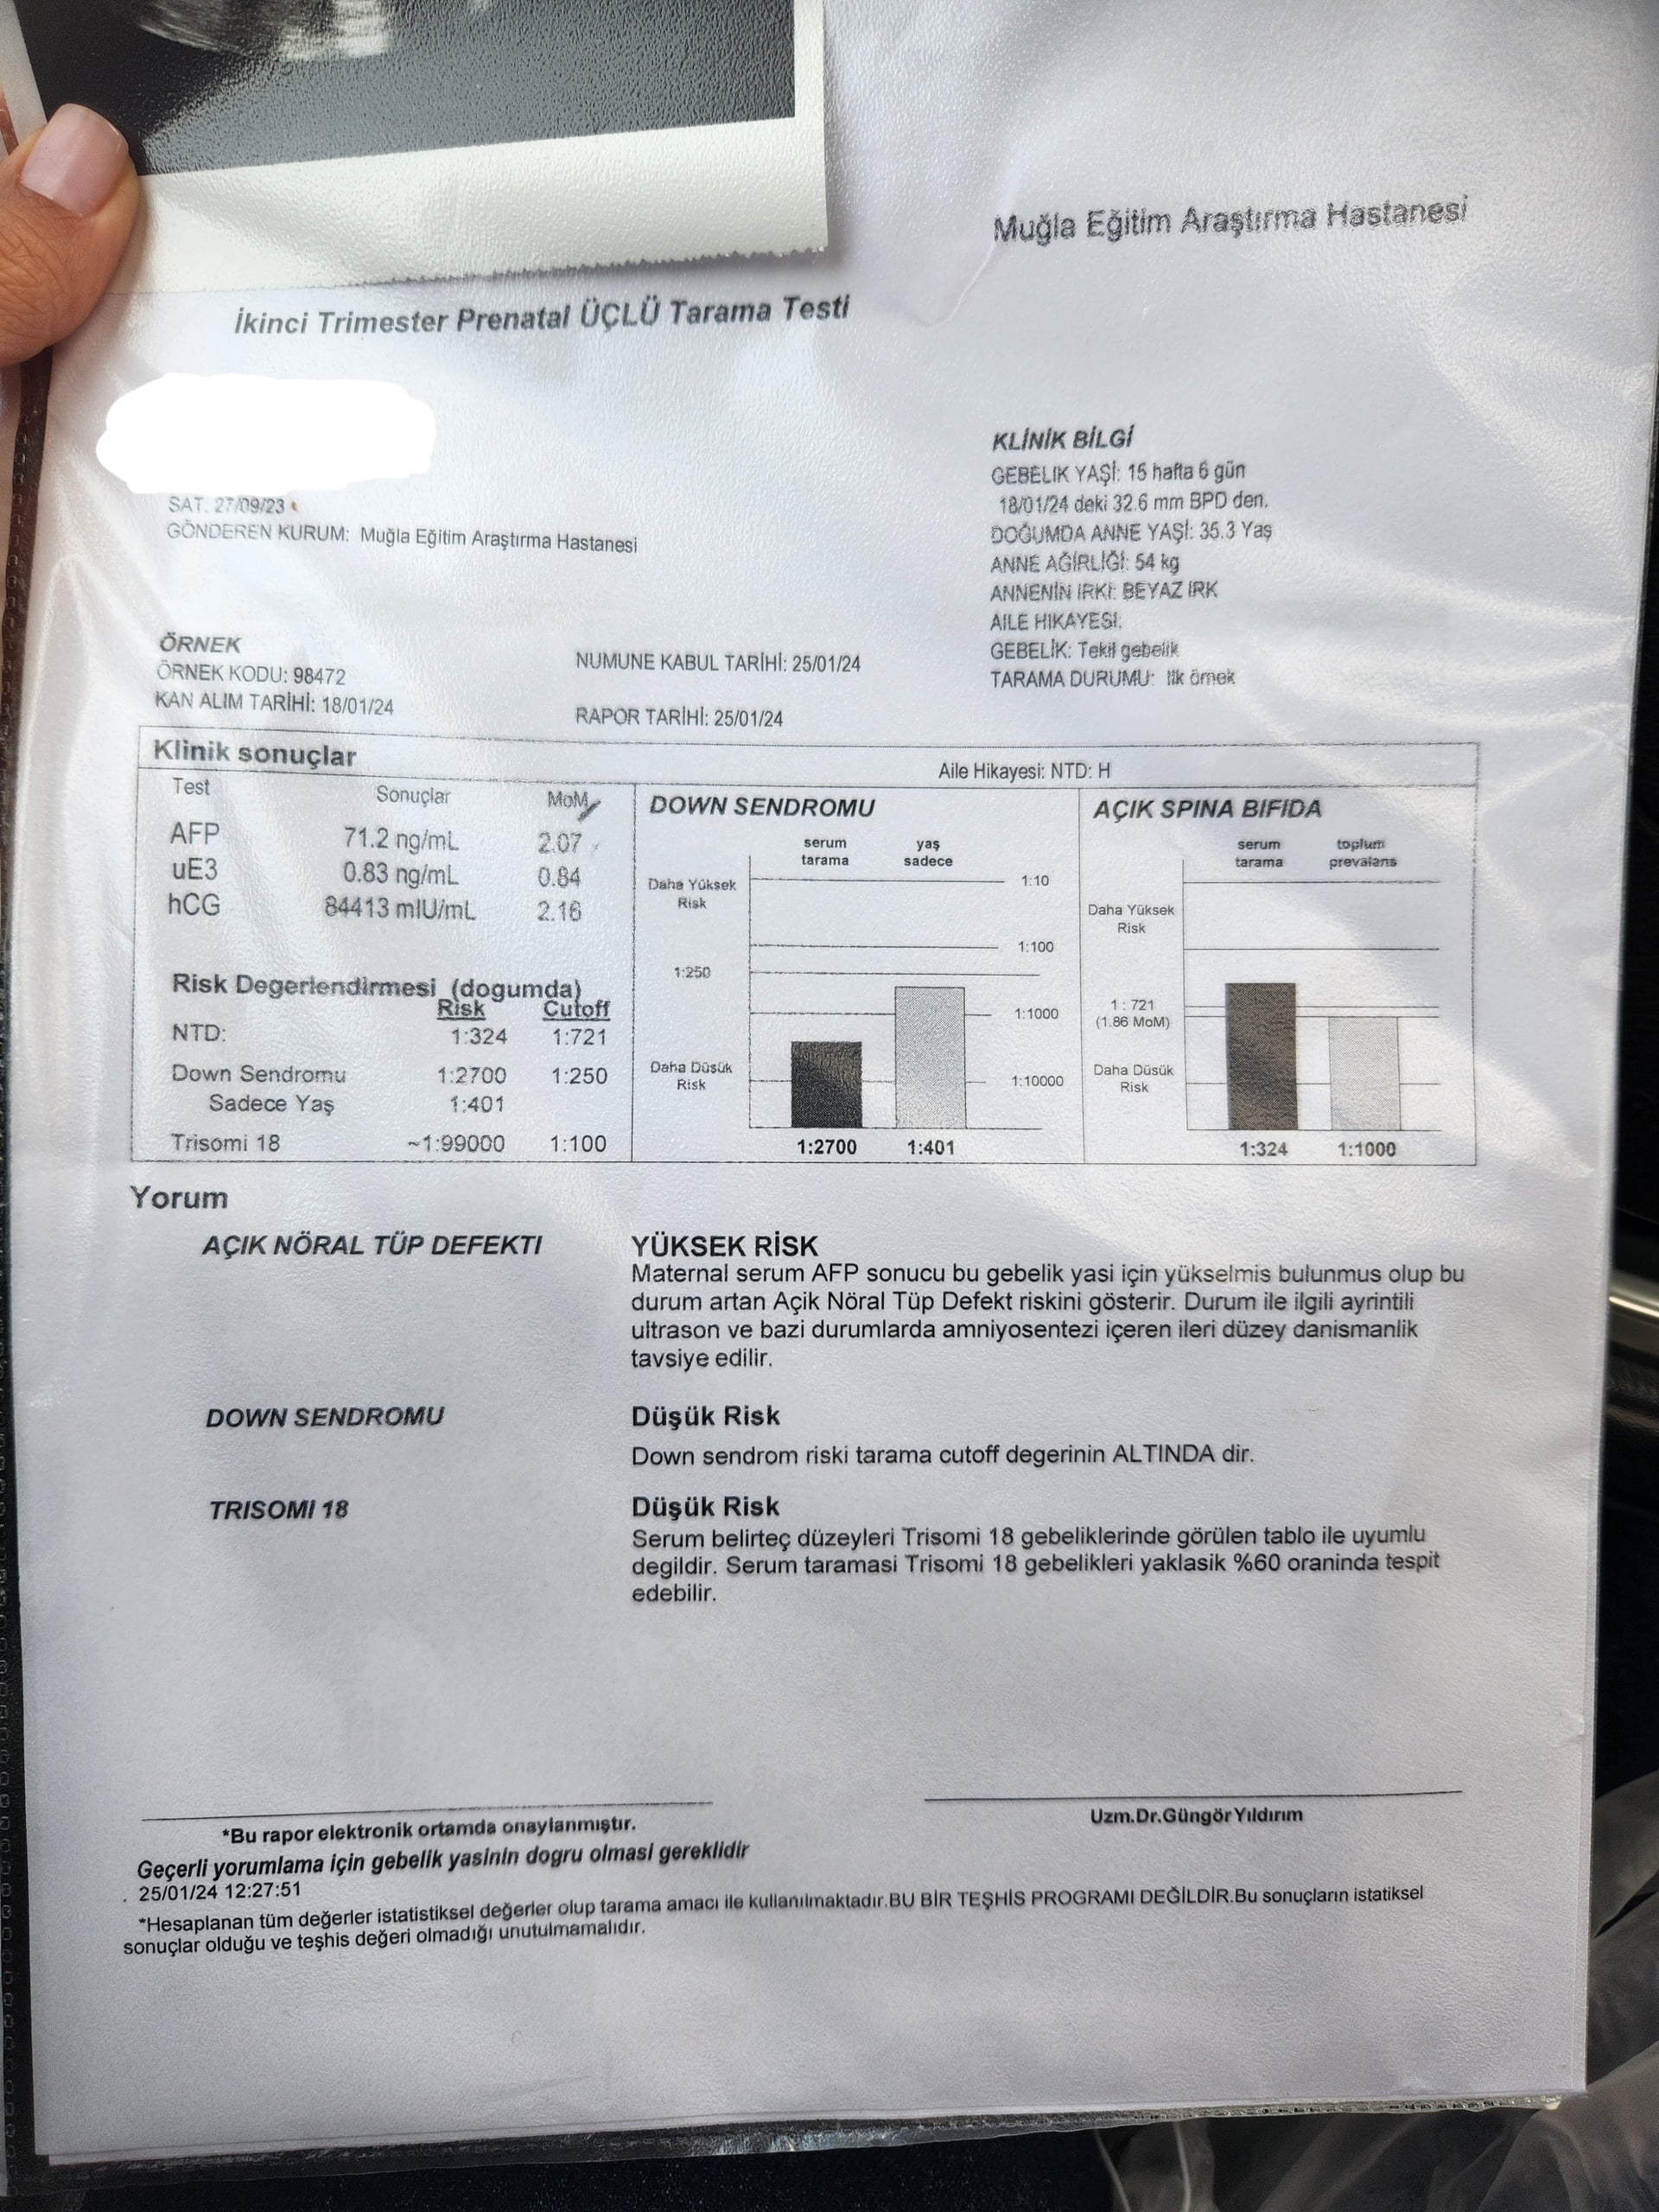 Muğla Eğitim Araştırma Hastanesi
İkinci Trimester Prenatal ÜÇLÜ Tarama Testi
SAT: 27/09/23
GÖNDEREN KURUM: Muğla Eğitim Araştırma Hastanesi
KLİNİK BİLGİ
GEBELIK YAŞİ: 15 hafta 6 gün
18/01/24 deki 32.6 mm BPD den.
DOĞUMDA ANNE YAŞİ: 35.3 Yaş
ANNE AĞIRLİĞİ: 54 kg
ANNENİN IRKI: BEYAZ IRK
AILE HIKAYESI:
GEBELİK: Tekil gebelik
TARAMA DURUMU: Ilk örnek
ÖRNEK
ÖRNEK KODU: 98472
KAN ALIM TARİHİ: 18/01/24
NUMUNE KABUL TARİHİ: 25/01/24
RAPOR TARİHİ: 25/01/24
Klinik sonuçlar
Aile Hikayesi: NTD: H
Test Sonuçlar MoM
AFP 71.2 ng/mL 2.07
uE3 0.83 ng/mL 0.84
hCG 84413 mIU/mL 2.16
Risk Degerlendirmesi (dogumda)
Risk Cutoff
NTD: 1:324 1:721
Down Sendromu 1:2700 1:250
Sadece Yaş 1:401
Trisomi 18 ~1:99000 1:100
DOWN SENDROMU
serum tarama
yaş sadece
Daha Yüksek Risk
1:10
1:100
1:250
1:1000
Daha Düsük Risk
1:10000
1:2700 1:401
AÇIK SPINA BIFIDA
serum tarama
toplum prevalans
Daha Yüksek Risk
1 : 721
(1.86 MoM)
Daha Düsük Risk
1:324 1:1000
Yorum
AÇIK NÖRAL TÜP DEFEKTI
YÜKSEK RİSK
Maternal serum AFP sonucu bu gebelik yasi için yükselmis bulunmus olup bu
durum artan Açik Nöral Tüp Defekt riskini gösterir. Durum ile ilgili ayrintili
ultrason ve bazi durumlarda amniyosentezi içeren ileri düzey danismanlik
tavsiye edilir.
DOWN SENDROMU
Düşük Risk
Down sendrom riski tarama cutoff degerinin ALTINDA dir.
TRISOMI 18
Düşük Risk
Serum belirteç düzeyleri Trisomi 18 gebeliklerinde görülen tablo ile uyumlu
degildir. Serum taramasi Trisomi 18 gebelikleri yaklasik %60 oraninda tespit
edebilir.
Uzm.Dr.Güngör Yıldırım
*Bu rapor elektronik ortamda onaylanmıştır.
Geçerli yorumlama için gebelik yasinin dogru olmasi gereklidir
. 25/01/24 12:27:51
*Hesaplanan tüm değerler istatistiksel değerler olup tarama amacı ile kullanılmaktadır.BU BİR TEŞHİS PROGRAMI DEĞİLDİR.Bu sonuçların istatiksel
sonuçlar olduğu ve teşhis değeri olmadığı unutulmamalıdır.